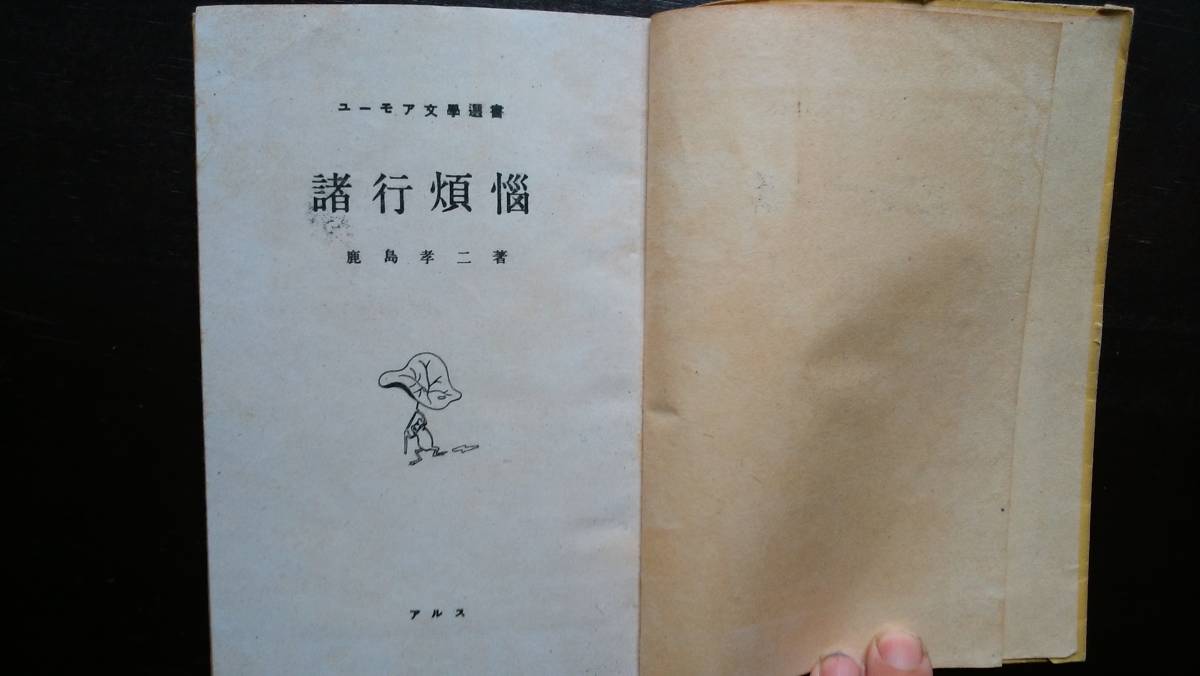 ユーモア文學選書
諸行煩惱
鹿島孝二著
アルス